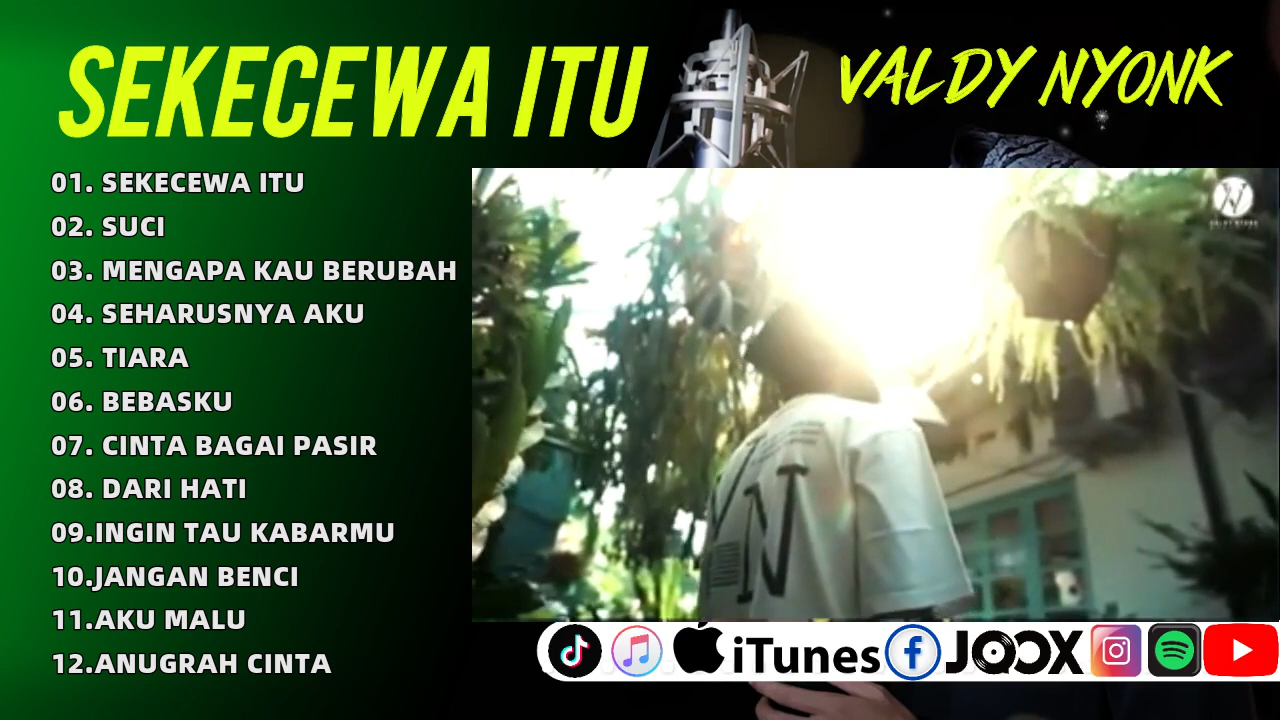 SEKECEWA ITU
VALDY NYONK
01. SEKECEWA ITU
02. SUCI
03. MENGAPA KAU BERUBAH
04. SEHARUSNYA AKU
05. TIARA
06. BEBASKU
07. CINTA BAGAI PASIR
08. DARI HATI
09.INGIN TAU KABARMU
10.JANGAN BENCI
11.AKU MALU
12.ANUGRAH CINTA
iTunes
JOOX